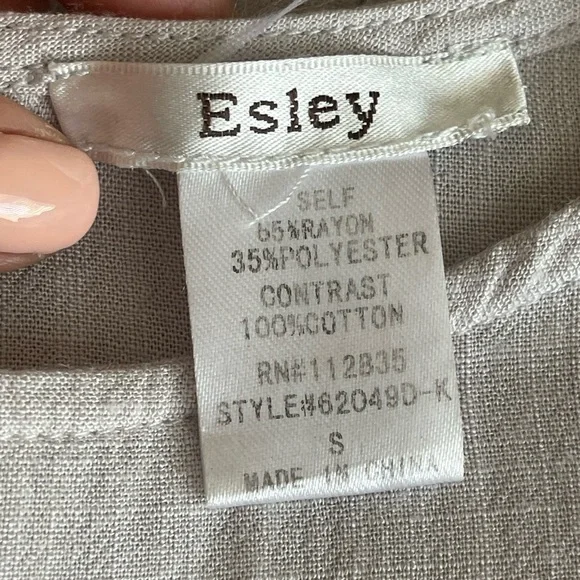 Esley
SELF
65%RAYON
35%POLYESTER
CONTRAST
100%COTTON
RN#112835
STYLE#62049D-K
S
MADE IN CHINA